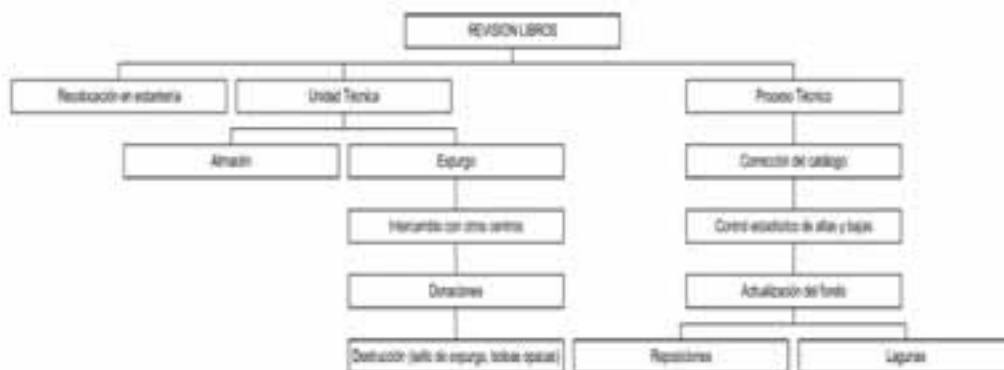 REVISION LIBROS
Recolocación en estantería
Unidad Técnica
Proceso Técnico
Almacén
Expurgo
Corrección del catálogo
Intercambio con otros centros
Control estadístico de altas y bajas
Donaciones
Actualización del fondo
Destrucción (sello de expurgo, bolsas opacas)
Reposiciones
Lagunas